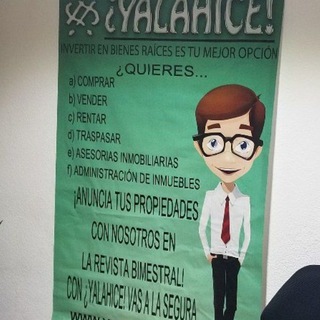 ¿YALAHICE!
INVERTIR EN BIENES RAÍCES ES TU MEJOR OPCIÓN
¿QUIERES...
a) COMPRAR
b) VENDER
c) RENTAR
d) TRASPASAR
e) ASESORIAS INMOBILIARIAS
f) ADMINISTRACIÓN DE INMUEBLES
¡ANUNCIA TUS PROPIEDADES
CON NOSOTROS EN
LA REVISTA BIMESTRAL!
CON ¿YALAHICE! VAS A LA SEGURA